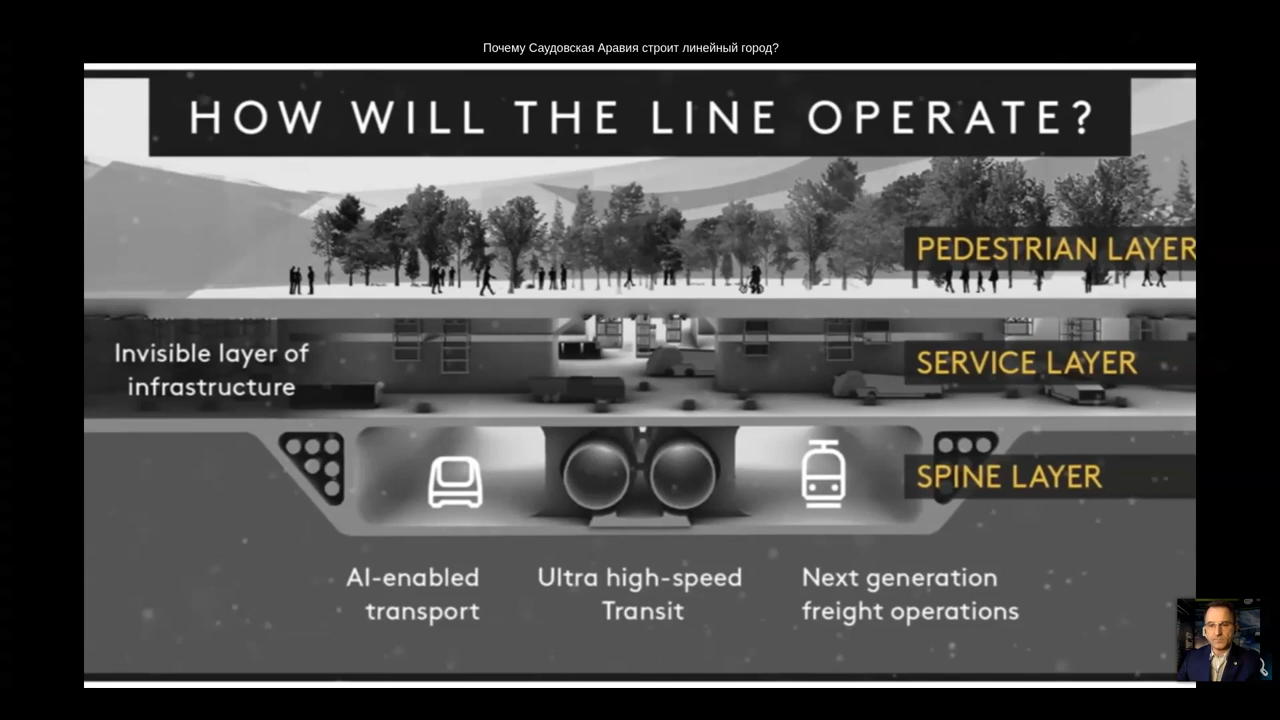 Почему Саудовская Аравия строит линейный город?
HOW WILL THE LINE OPERATE?
PEDESTRIAN LAYER
Invisible layer of
infrastructure
SERVICE LAYER
SPINE LAYER
AI-enabled
transport
Ultra high-speed
Transit
Next generation
freight operations